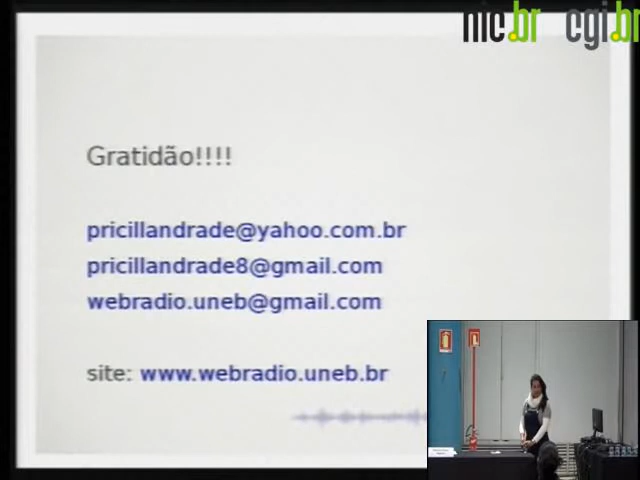 nic.br cgi.br
Gratidão!!!!
pricillandrade@yahoo.com.br
pricillandrade8@gmail.com
webradio.uneb@gmail.com
site: www.webradio.uneb.br